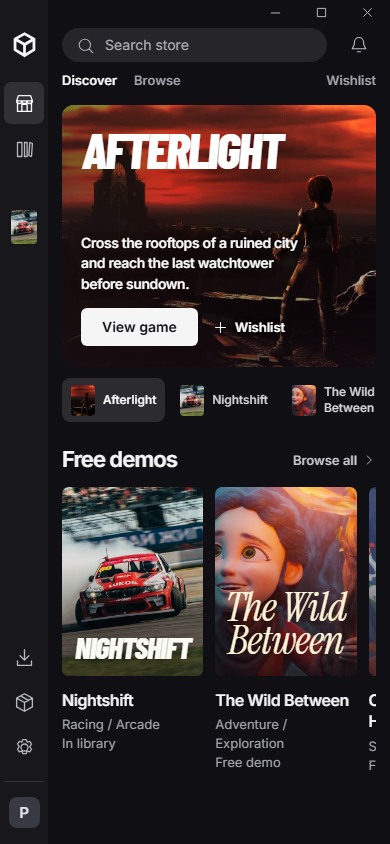 Search store
Discover
Browse
Wishlist
AFTERLIGHT
Cross the rooftops of a ruined city
and reach the last watchtower
before sundown.
View game
Wishlist
Afterlight
Nightshift
The Wild
Between
Free demos
Browse all
LUKOIL
NIGHTSHIFT
The Wild
Between
Nightshift
Racing / Arcade
In library
The Wild Between
Adventure /
Exploration
Free demo
P